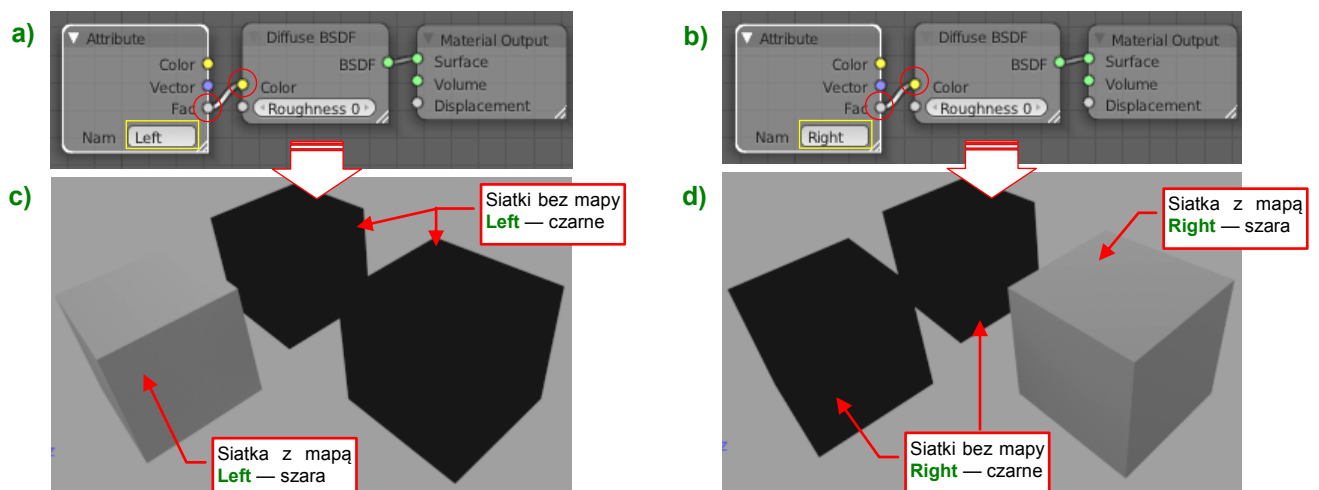 a)
Attribute
Color
Vector
Fac
Nam Left
Diffuse BSDF
BSDF
Color
Roughness 0
Material Output
Surface
Volume
Displacement
b)
Attribute
Color
Vector
Fac
Nam Right
Diffuse BSDF
BSDF
Color
Roughness 0
Material Output
Surface
Volume
Displacement
c)
Siatki bez mapy
Left — czarne
Siatka z mapą
Left — szara
d)
Siatka z mapą
Right — szara
Siatki bez mapy
Right — czarne
z